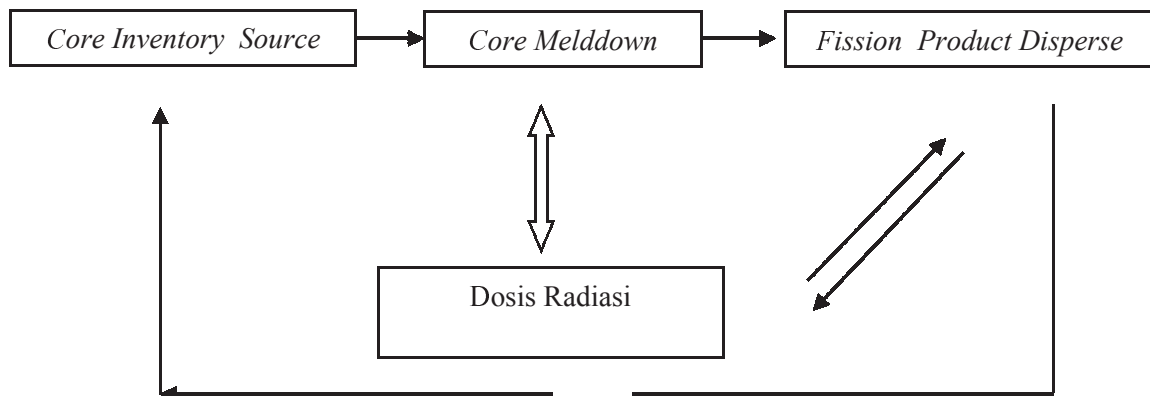 Core Inventory Source
Core Melddown
Fission Product Disperse
Dosis Radiasi